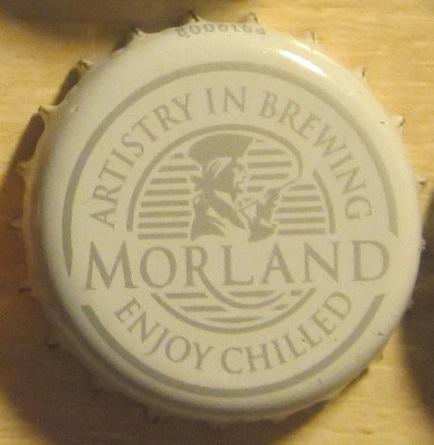 ARTISTRY IN BREWING
MORLAND
ENJOY CHILLED